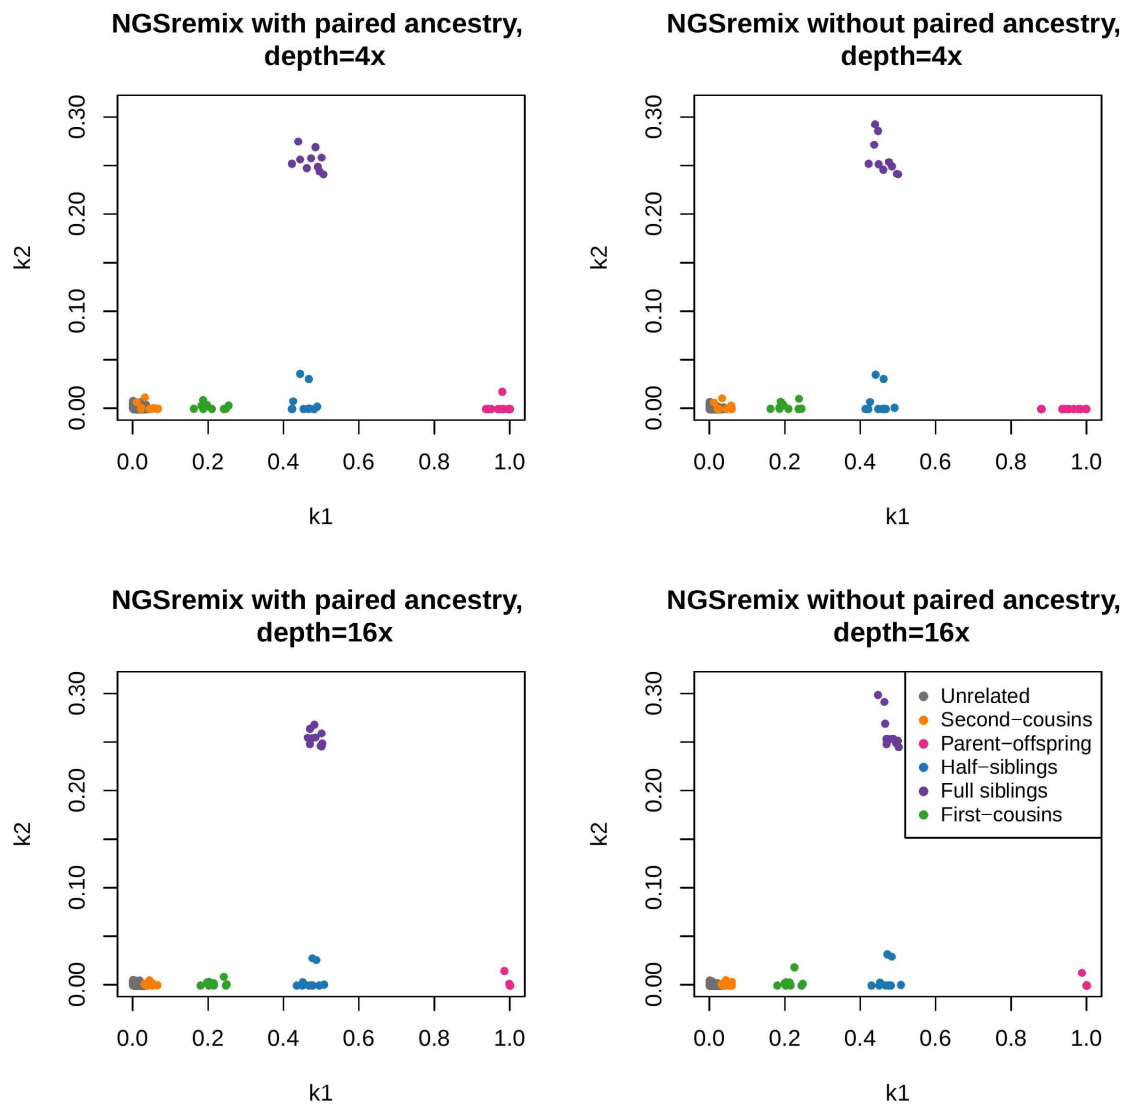 NGSremix with paired ancestry,
depth=4x
k2
0.00 0.10 0.20 0.30
0.0 0.2 0.4 0.6 0.8 1.0
k1
NGSremix without paired ancestry,
depth=4x
k2
0.00 0.10 0.20 0.30
0.0 0.2 0.4 0.6 0.8 1.0
k1
NGSremix with paired ancestry,
depth=16x
k2
0.00 0.10 0.20 0.30
0.0 0.2 0.4 0.6 0.8 1.0
k1
NGSremix without paired ancestry,
depth=16x
k2
0.00 0.10 0.20 0.30
Unrelated
Second−cousins
Parent−offspring
Half−siblings
Full siblings
First−cousins
0.0 0.2 0.4 0.6 0.8 1.0
k1